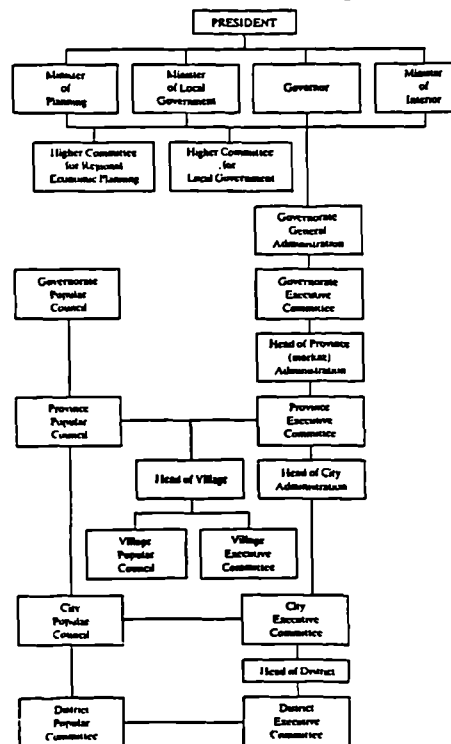 PRESIDENT
Minister
of
Planning
Minister
of Local
Government
Governor
Minister
of
Interior
Higher Committee
for Regional
Economic Planning
Higher Committee
for
Local Government
Governorate
General
Administration
Governorate
Popular
Council
Governorate
Executive
Committee
Head of Province
(market)
Administration
Province
Popular
Council
Province
Executive
Committee
Head of Village
Head of City
Administration
Village
Popular
Council
Village
Executive
Committee
City
Popular
Council
City
Executive
Committee
Head of District
District
Popular
Committee
District
Executive
Committee